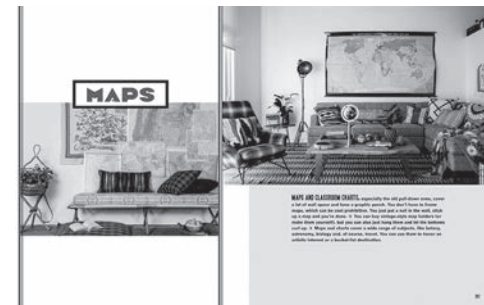 MAPS
MAPS AND CLASSROOM CHARTS, especially the old pull-down ones, cover
a lot of wall space and have a graphic punch. You don't have to frame
maps, which can be cost prohibitive. You just put a nail in the wall, stick
up a map and you're done. It You can buy vintage-style map holders (or
make them yourself), but you can also just hang them and let the bottoms
curl up. It Maps and charts cover a wide range of subjects, like botany,
astronomy, biology and, of course, travel. You can use them to honor an
artistic interest or a bucket-list destination.